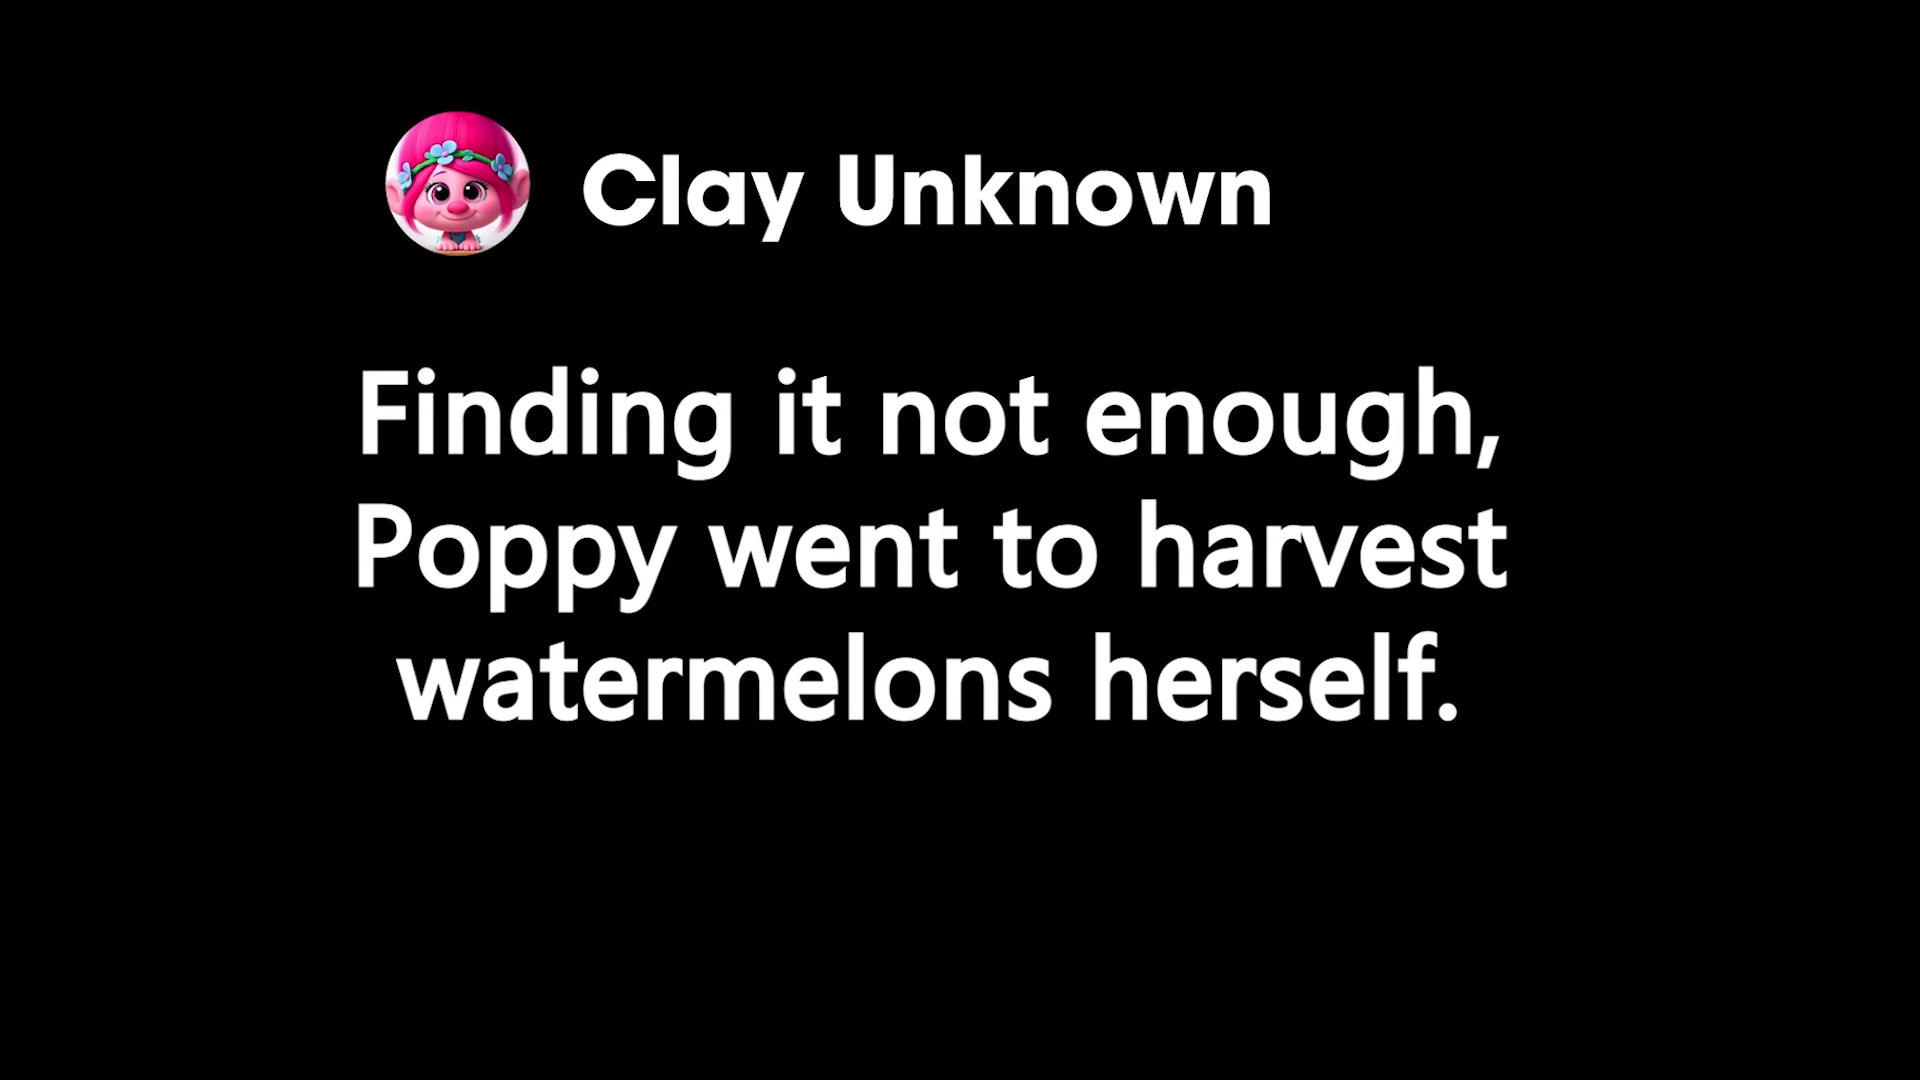 Clay Unknown
Finding it not enough,
Poppy went to harvest
watermelons herself.